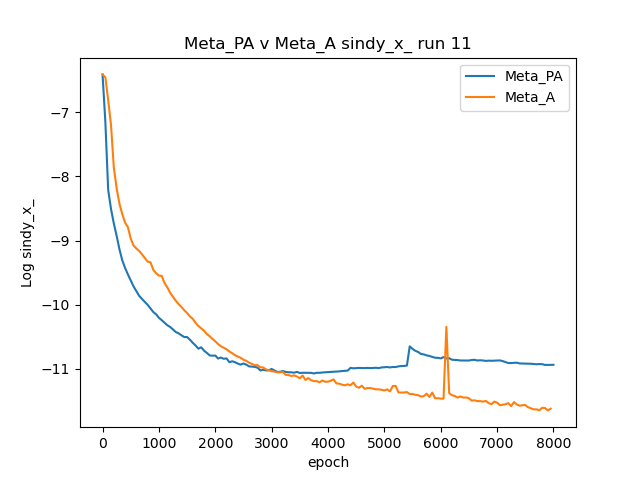 Meta_PA v Meta_A sindy_x_ run 11
Meta_PA
Meta_A
Log sindy_x_
−7
−8
−9
−10
−11
0 1000 2000 3000 4000 5000 6000 7000 8000
epoch